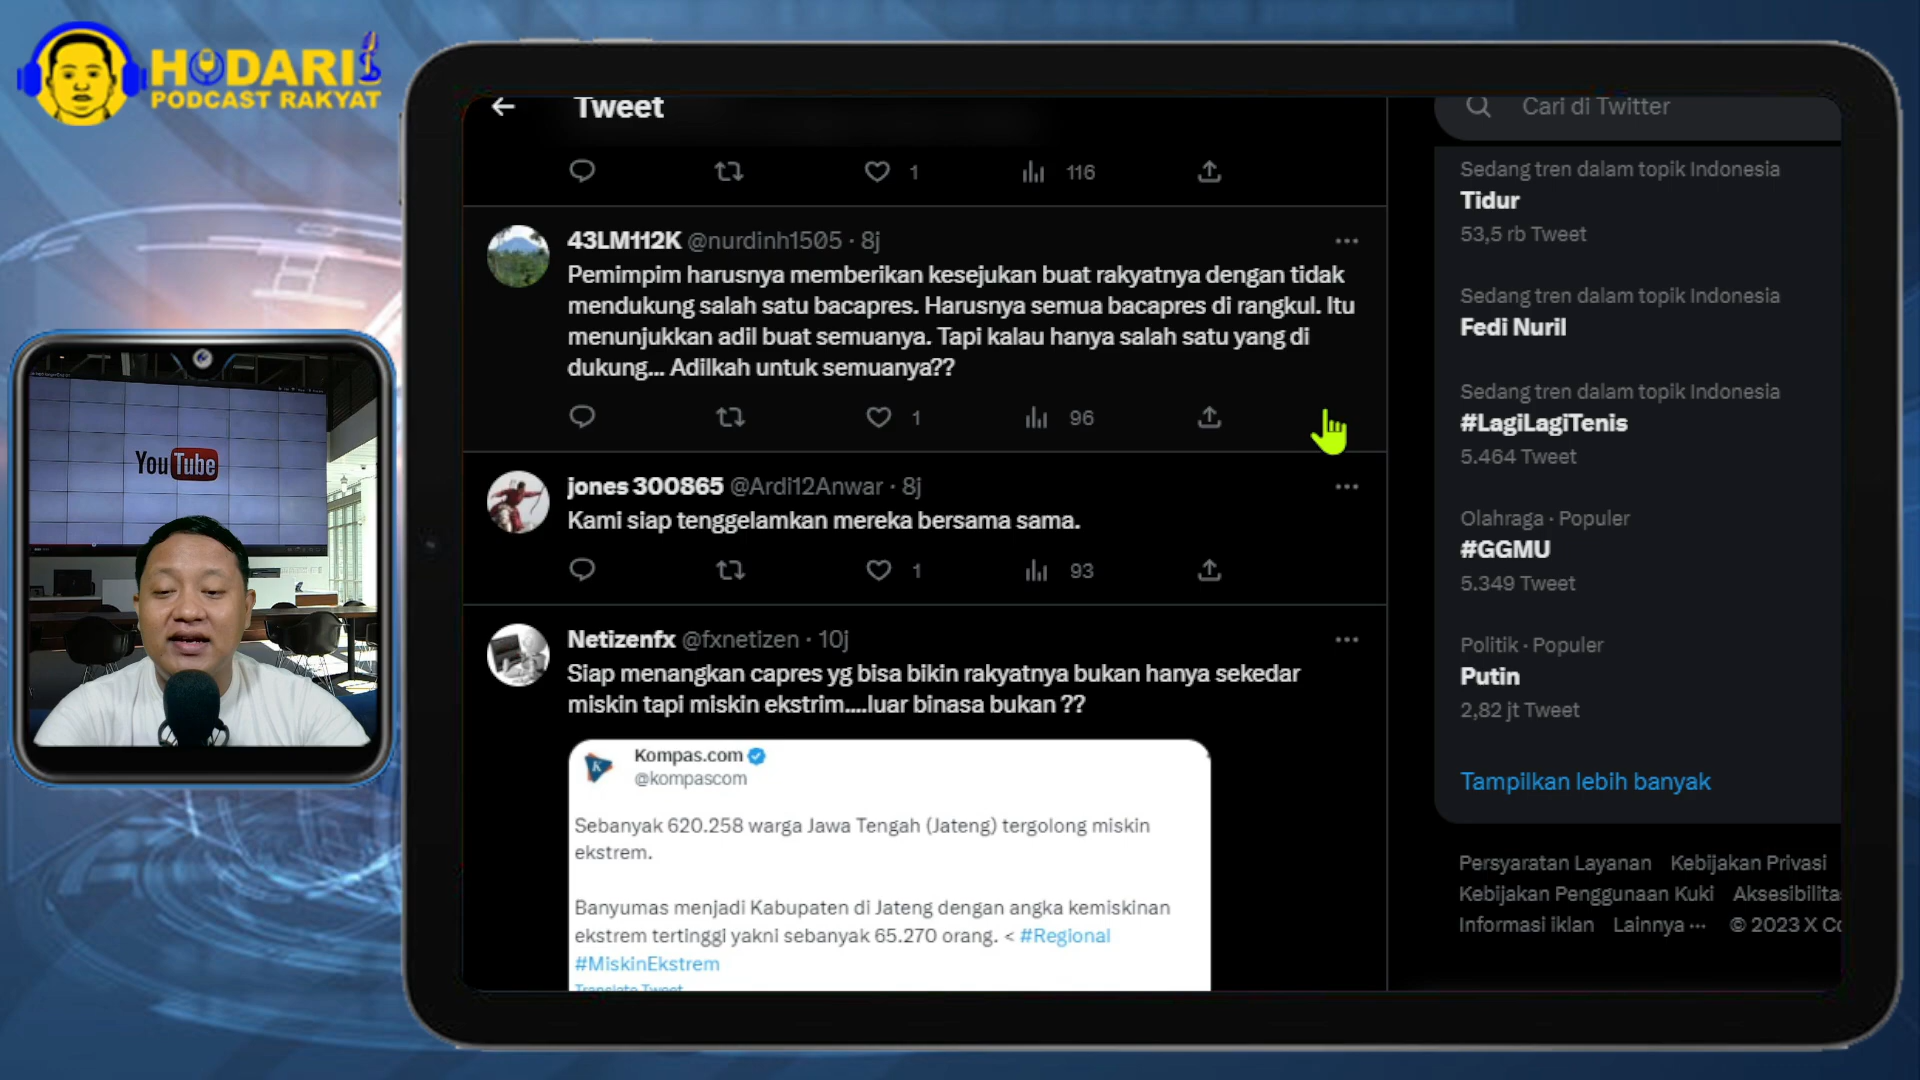 HODARI
PODCAST RAKYAT
YouTube
Tweet
1
116
43LM112K @nurdinh1505 · 8j
Pemimpim harusnya memberikan kesejukan buat rakyatnya dengan tidak
mendukung salah satu bacapres. Harusnya semua bacapres di rangkul. Itu
menunjukkan adil buat semuanya. Tapi kalau hanya salah satu yang di
dukung... Adilkah untuk semuanya??
1
96
jones 300865 @Ardi12Anwar · 8j
Kami siap tenggelamkan mereka bersama sama.
1
93
Netizenfx @fxnetizen · 10j
Siap menangkan capres yg bisa bikin rakyatnya bukan hanya sekedar
miskin tapi miskin ekstrim....luar binasa bukan ??
Kompas.com
@kompascom
Sebanyak 620.258 warga Jawa Tengah (Jateng) tergolong miskin
ekstrem.
Banyumas menjadi Kabupaten di Jateng dengan angka kemiskinan
ekstrem tertinggi yakni sebanyak 65.270 orang. < #Regional
#MiskinEkstrem
Translate Tweet
Cari di Twitter
Sedang tren dalam topik Indonesia
Tidur
53,5 rb Tweet
Sedang tren dalam topik Indonesia
Fedi Nuril
Sedang tren dalam topik Indonesia
#LagiLagiTenis
5.464 Tweet
Olahraga · Populer
#GGMU
5.349 Tweet
Politik · Populer
Putin
2,82 jt Tweet
Tampilkan lebih banyak
Persyaratan Layanan Kebijakan Privasi
Kebijakan Penggunaan Kuki Aksesibilita
Informasi iklan Lainnya ··· © 2023 X Co